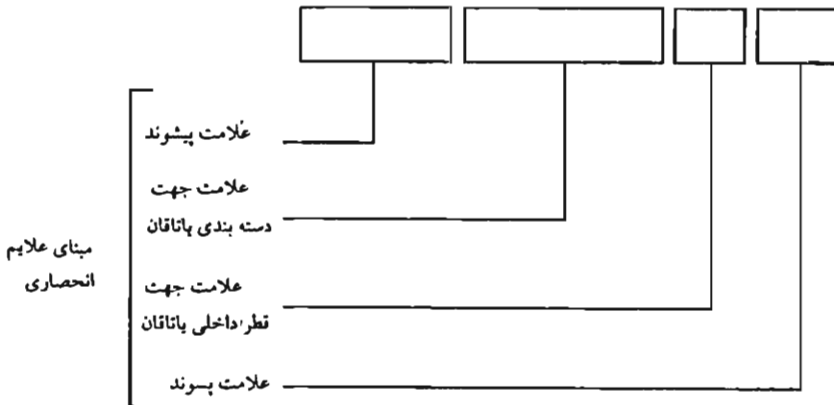 علامت پیشوند
علامت جهت
دسته بندی یاتاقان
مبنای علایم
انحصاری
علامت جهت
قطر داخلی یاتاقان
علامت پسوند